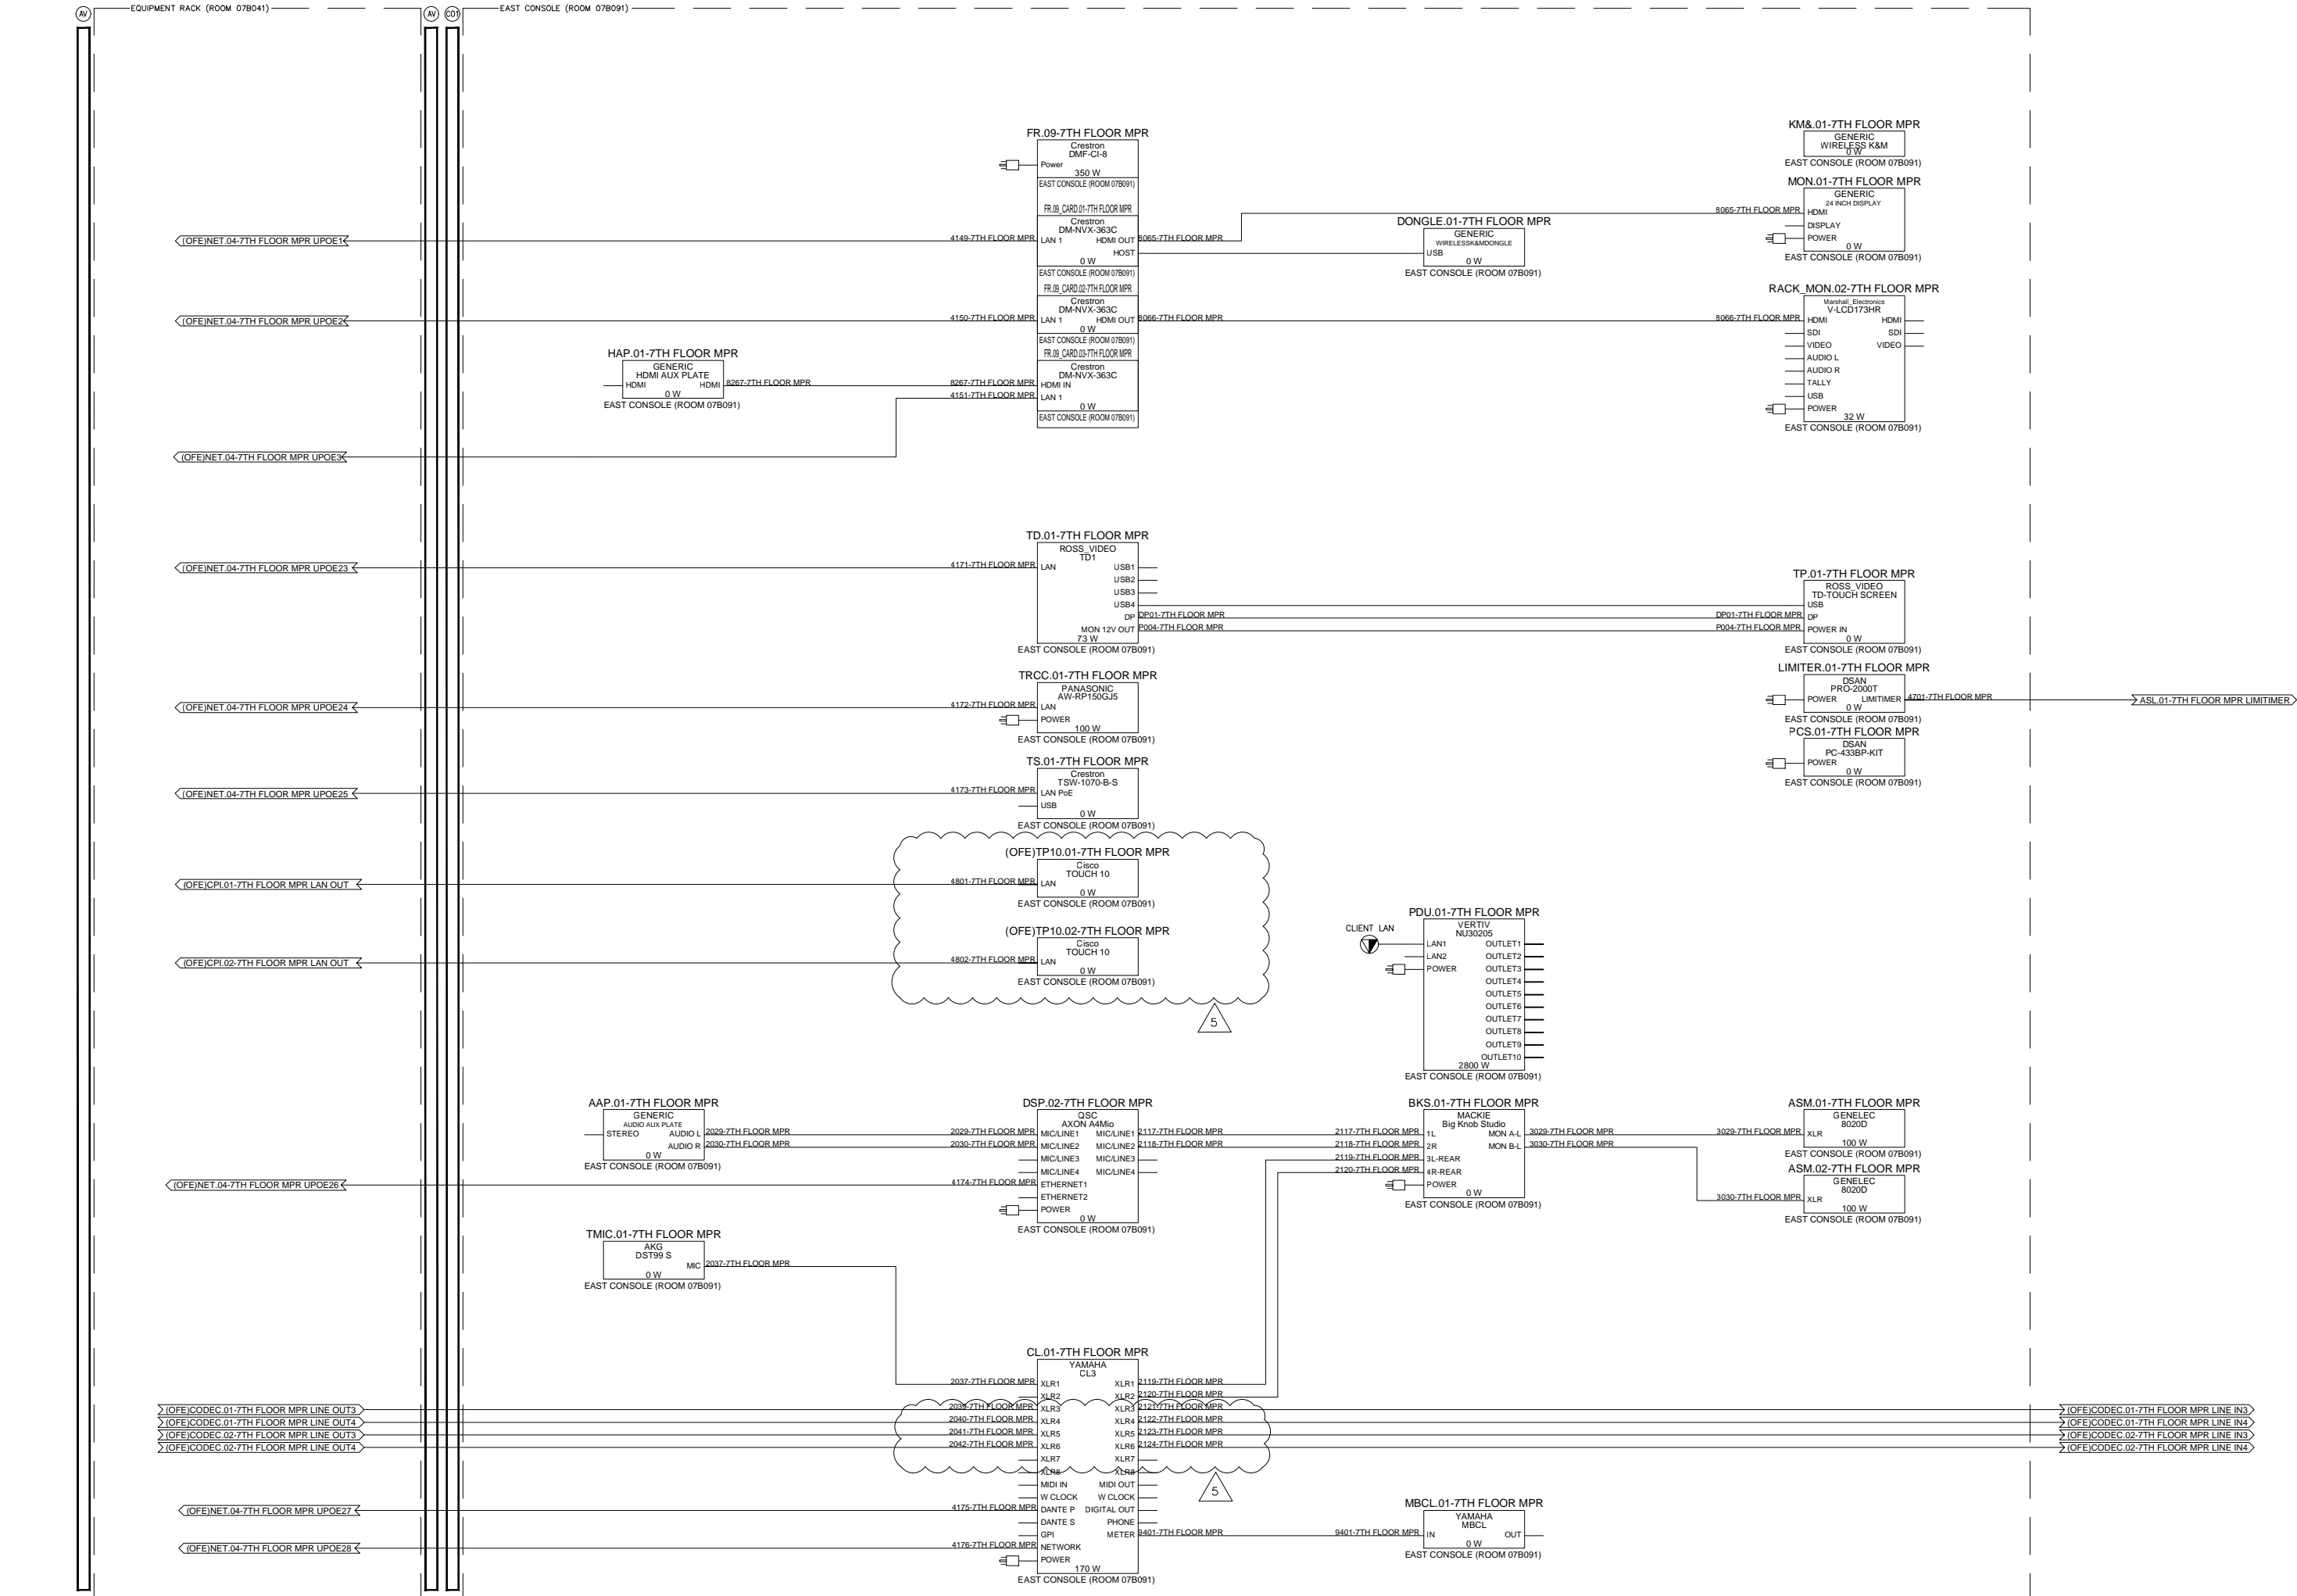 AV
EQUIPMENT RACK (ROOM 07B041)
AV
C01
EAST CONSOLE (ROOM 07B091)
FR.09-7TH FLOOR MPR
Crestron
DMF-CI-8
Power
350 W
EAST CONSOLE (ROOM 07B091)
FR.09_CARD.01-7TH FLOOR MPR
Crestron
DM-NVX-363C
(OFE)NET.04-7TH FLOOR MPR UPOE1
4149-7TH FLOOR MPR
LAN 1
HDMI OUT
8065-7TH FLOOR MPR
HOST
0 W
EAST CONSOLE (ROOM 07B091)
FR.09_CARD.02-7TH FLOOR MPR
Crestron
DM-NVX-363C
(OFE)NET.04-7TH FLOOR MPR UPOE2
4150-7TH FLOOR MPR
LAN 1
HDMI OUT
8066-7TH FLOOR MPR
0 W
EAST CONSOLE (ROOM 07B091)
FR.09_CARD.03-7TH FLOOR MPR
Crestron
DM-NVX-363C
8267-7TH FLOOR MPR
HDMI IN
4151-7TH FLOOR MPR
LAN 1
0 W
EAST CONSOLE (ROOM 07B091)
HAP.01-7TH FLOOR MPR
GENERIC
HDMI AUX PLATE
HDMI
HDMI
8267-7TH FLOOR MPR
0 W
EAST CONSOLE (ROOM 07B091)
(OFE)NET.04-7TH FLOOR MPR UPOE3
DONGLE.01-7TH FLOOR MPR
GENERIC
WIRELESSK&MDONGLE
USB
0 W
EAST CONSOLE (ROOM 07B091)
KM&.01-7TH FLOOR MPR
GENERIC
WIRELESS K&M
0 W
EAST CONSOLE (ROOM 07B091)
MON.01-7TH FLOOR MPR
GENERIC
24 INCH DISPLAY
8065-7TH FLOOR MPR
HDMI
DISPLAY
POWER
0 W
EAST CONSOLE (ROOM 07B091)
RACK_MON.02-7TH FLOOR MPR
Marshall_Electronics
V-LCD173HR
8066-7TH FLOOR MPR
HDMI
HDMI
SDI
SDI
VIDEO
VIDEO
AUDIO L
AUDIO R
TALLY
USB
POWER
32 W
EAST CONSOLE (ROOM 07B091)
TD.01-7TH FLOOR MPR
ROSS_VIDEO
TD1
(OFE)NET.04-7TH FLOOR MPR UPOE23
4171-7TH FLOOR MPR
LAN
USB1
USB2
USB3
USB4
DP
DP01-7TH FLOOR MPR
MON 12V OUT
P004-7TH FLOOR MPR
73 W
EAST CONSOLE (ROOM 07B091)
TP.01-7TH FLOOR MPR
ROSS_VIDEO
TD-TOUCH SCREEN
USB
DP01-7TH FLOOR MPR
DP
P004-7TH FLOOR MPR
POWER IN
0 W
EAST CONSOLE (ROOM 07B091)
TRCC.01-7TH FLOOR MPR
PANASONIC
AW-RP150GJ5
(OFE)NET.04-7TH FLOOR MPR UPOE24
4172-7TH FLOOR MPR
LAN
POWER
100 W
EAST CONSOLE (ROOM 07B091)
LIMITER.01-7TH FLOOR MPR
DSAN
PRO-2000T
POWER
LIMITIMER
4701-7TH FLOOR MPR
ASL.01-7TH FLOOR MPR LIMITIMER
0 W
EAST CONSOLE (ROOM 07B091)
PCS.01-7TH FLOOR MPR
DSAN
PC-433BP-KIT
POWER
0 W
EAST CONSOLE (ROOM 07B091)
TS.01-7TH FLOOR MPR
Crestron
TSW-1070-B-S
(OFE)NET.04-7TH FLOOR MPR UPOE25
4173-7TH FLOOR MPR
LAN PoE
USB
0 W
EAST CONSOLE (ROOM 07B091)
(OFE)TP10.01-7TH FLOOR MPR
Cisco
TOUCH 10
(OFE)CPI.01-7TH FLOOR MPR LAN OUT
4801-7TH FLOOR MPR
LAN
0 W
EAST CONSOLE (ROOM 07B091)
(OFE)TP10.02-7TH FLOOR MPR
Cisco
TOUCH 10
(OFE)CPI.02-7TH FLOOR MPR LAN OUT
4802-7TH FLOOR MPR
LAN
0 W
EAST CONSOLE (ROOM 07B091)
5
PDU.01-7TH FLOOR MPR
VERTIV
NU30205
CLIENT LAN
LAN1
OUTLET1
LAN2
OUTLET2
POWER
OUTLET3
OUTLET4
OUTLET5
OUTLET6
OUTLET7
OUTLET8
OUTLET9
OUTLET10
2800 W
EAST CONSOLE (ROOM 07B091)
AAP.01-7TH FLOOR MPR
GENERIC
AUDIO AUX PLATE
STEREO
AUDIO L
2029-7TH FLOOR MPR
AUDIO R
2030-7TH FLOOR MPR
0 W
EAST CONSOLE (ROOM 07B091)
DSP.02-7TH FLOOR MPR
QSC
AXON A4Mio
2029-7TH FLOOR MPR
MIC/LINE1
MIC/LINE1
2117-7TH FLOOR MPR
2030-7TH FLOOR MPR
MIC/LINE2
MIC/LINE2
2118-7TH FLOOR MPR
MIC/LINE3
MIC/LINE3
MIC/LINE4
MIC/LINE4
(OFE)NET.04-7TH FLOOR MPR UPOE26
4174-7TH FLOOR MPR
ETHERNET1
ETHERNET2
POWER
0 W
EAST CONSOLE (ROOM 07B091)
BKS.01-7TH FLOOR MPR
MACKIE
Big Knob Studio
2117-7TH FLOOR MPR
1L
MON A-L
3029-7TH FLOOR MPR
2118-7TH FLOOR MPR
2R
MON B-L
3030-7TH FLOOR MPR
2119-7TH FLOOR MPR
3L-REAR
2120-7TH FLOOR MPR
4R-REAR
POWER
0 W
EAST CONSOLE (ROOM 07B091)
ASM.01-7TH FLOOR MPR
GENELEC
8020D
3029-7TH FLOOR MPR
XLR
100 W
EAST CONSOLE (ROOM 07B091)
ASM.02-7TH FLOOR MPR
GENELEC
8020D
3030-7TH FLOOR MPR
XLR
100 W
EAST CONSOLE (ROOM 07B091)
TMIC.01-7TH FLOOR MPR
AKG
DST99 S
MIC
2037-7TH FLOOR MPR
0 W
EAST CONSOLE (ROOM 07B091)
CL.01-7TH FLOOR MPR
YAMAHA
CL3
2037-7TH FLOOR MPR
XLR1
XLR1
2119-7TH FLOOR MPR
XLR2
XLR2
2120-7TH FLOOR MPR
(OFE)CODEC.01-7TH FLOOR MPR LINE OUT3
2039-7TH FLOOR MPR
XLR3
XLR3
2121-7TH FLOOR MPR
(OFE)CODEC.01-7TH FLOOR MPR LINE IN3
(OFE)CODEC.01-7TH FLOOR MPR LINE OUT4
2040-7TH FLOOR MPR
XLR4
XLR4
2122-7TH FLOOR MPR
(OFE)CODEC.01-7TH FLOOR MPR LINE IN4
(OFE)CODEC.02-7TH FLOOR MPR LINE OUT3
2041-7TH FLOOR MPR
XLR5
XLR5
2123-7TH FLOOR MPR
(OFE)CODEC.02-7TH FLOOR MPR LINE IN3
(OFE)CODEC.02-7TH FLOOR MPR LINE OUT4
2042-7TH FLOOR MPR
XLR6
XLR6
2124-7TH FLOOR MPR
(OFE)CODEC.02-7TH FLOOR MPR LINE IN4
XLR7
XLR7
XLR8
XLR8
MIDI IN
MIDI OUT
5
W CLOCK
W CLOCK
(OFE)NET.04-7TH FLOOR MPR UPOE27
4175-7TH FLOOR MPR
DANTE P
DIGITAL OUT
DANTE S
PHONE
GPI
METER
9401-7TH FLOOR MPR
(OFE)NET.04-7TH FLOOR MPR UPOE28
4176-7TH FLOOR MPR
NETWORK
POWER
170 W
EAST CONSOLE (ROOM 07B091)
MBCL.01-7TH FLOOR MPR
YAMAHA
MBCL
9401-7TH FLOOR MPR
IN
OUT
0 W
EAST CONSOLE (ROOM 07B091)